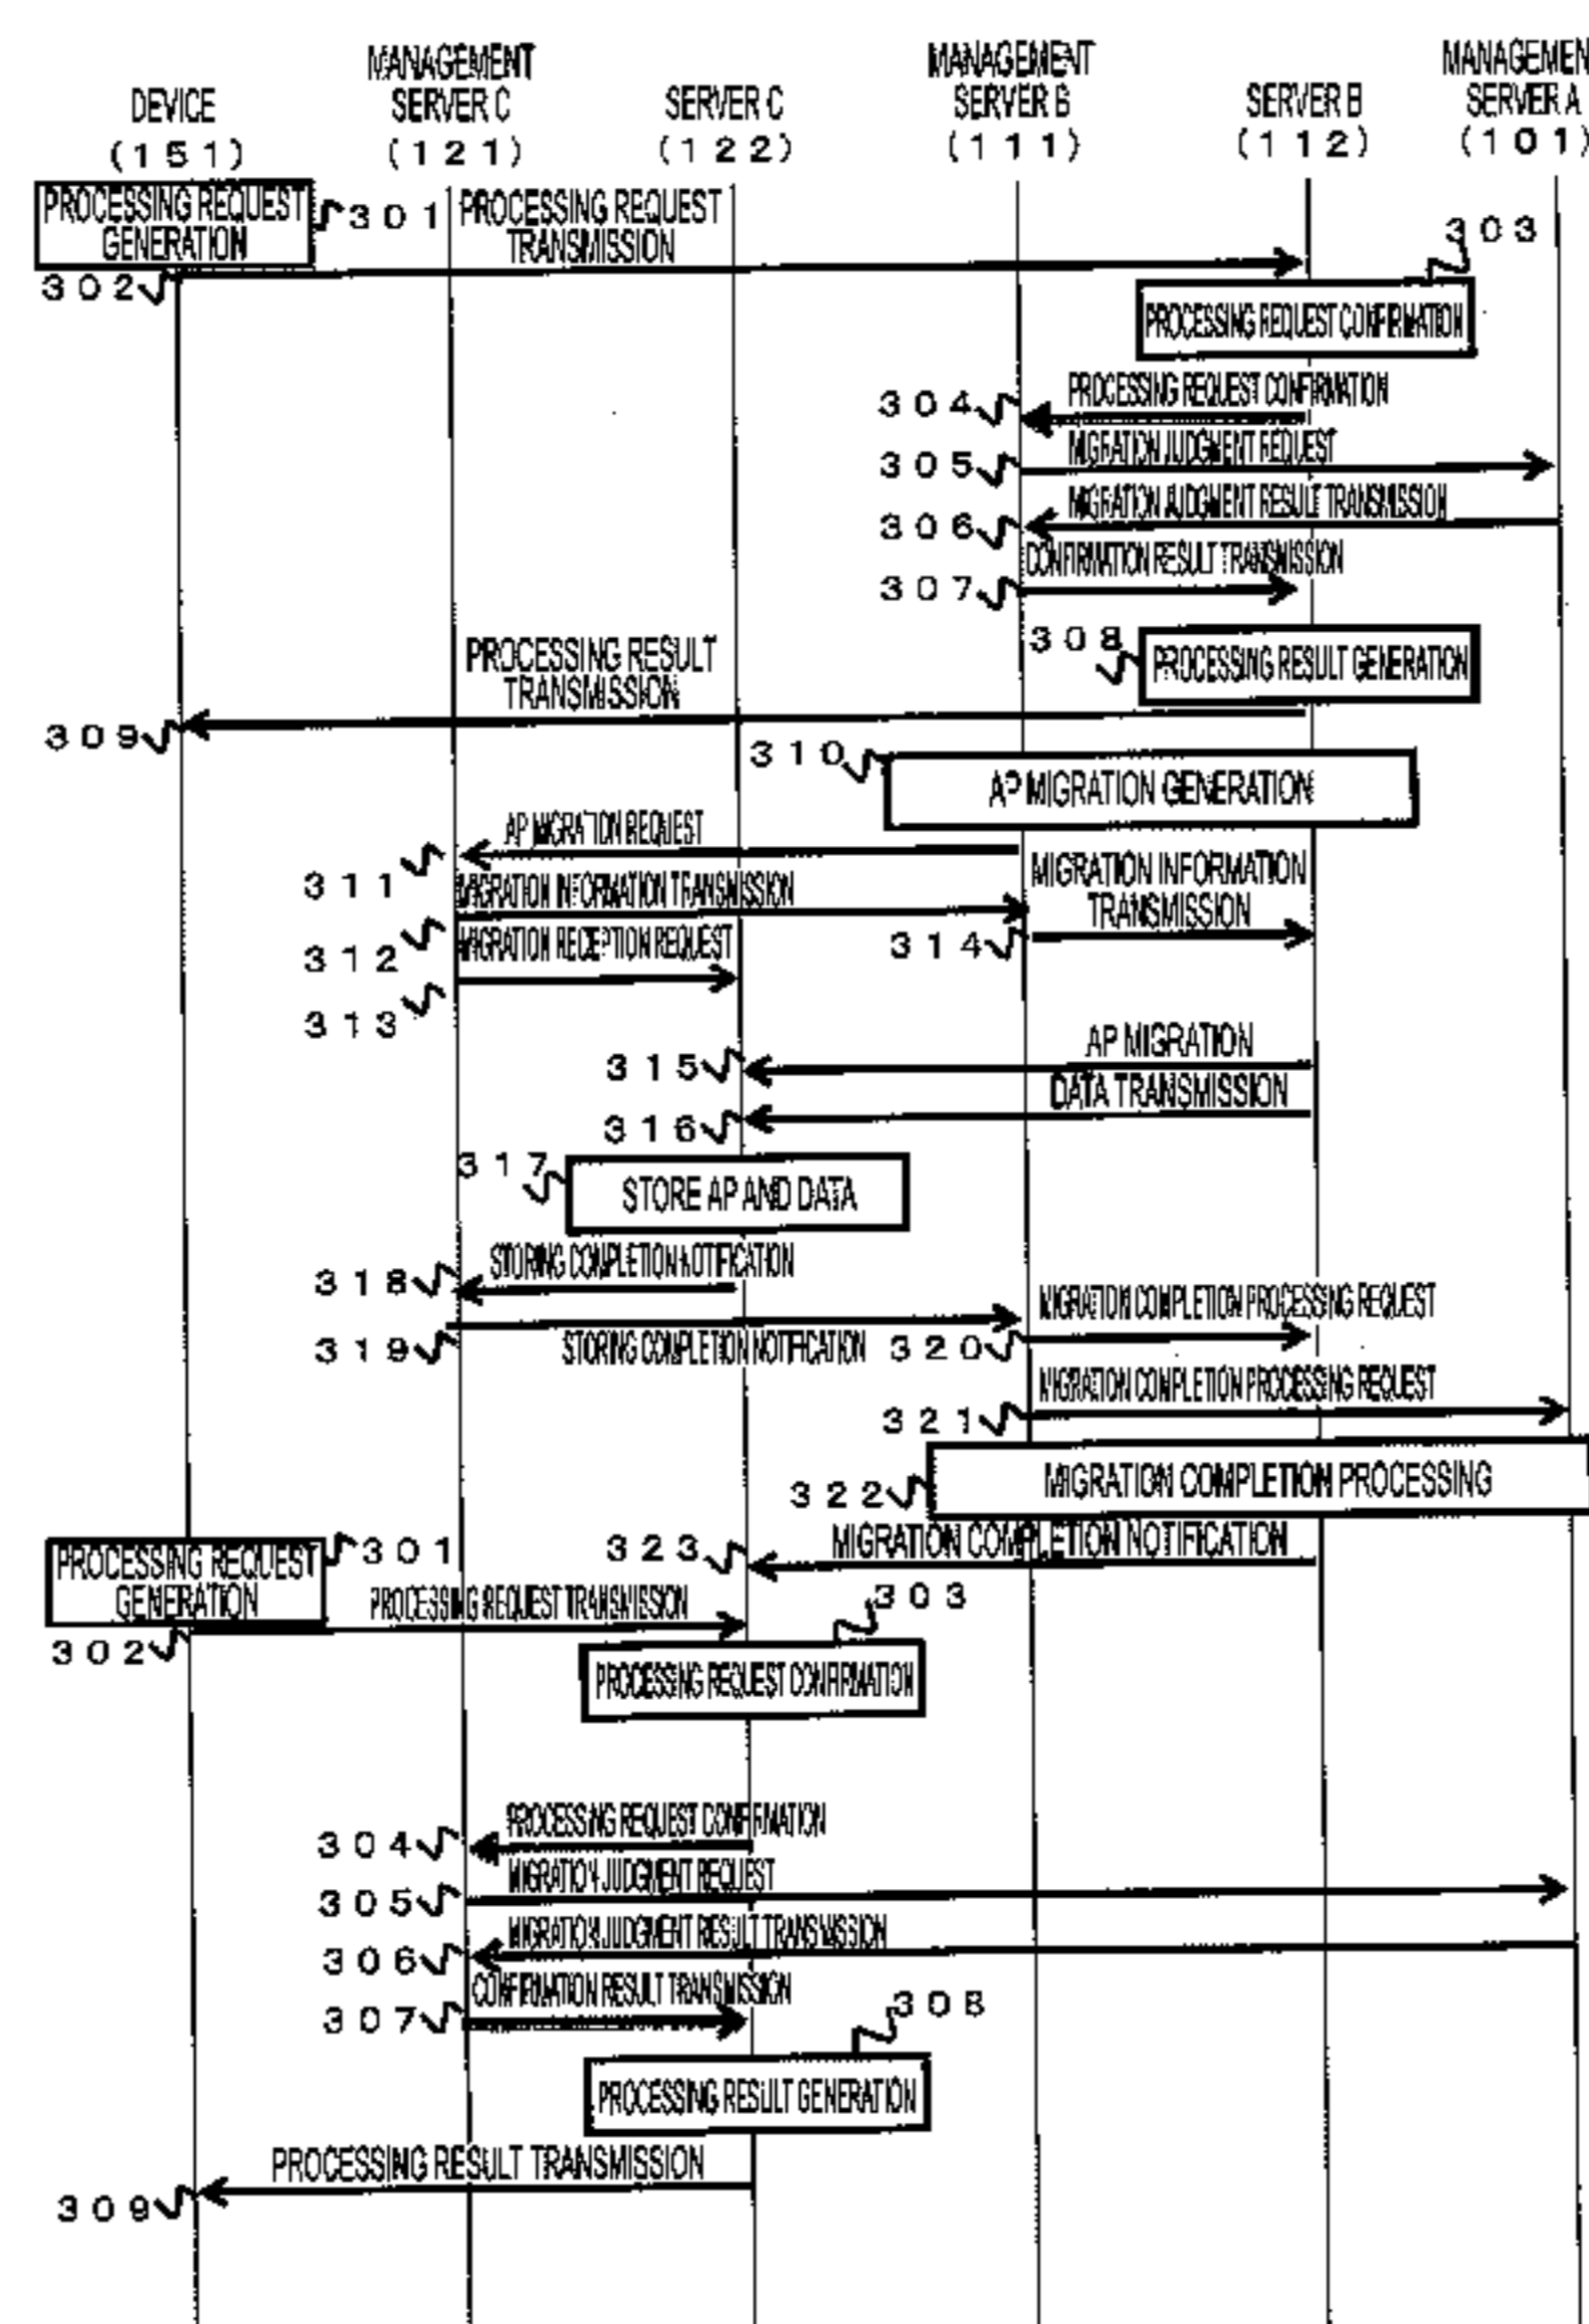 DEVICE
(151)
MANAGEMENT
SERVER C
(121)
SERVER C
(122)
MANAGEMENT
SERVER B
(111)
SERVER B
(112)
MANAGEMEN
SERVER A
(101)
PROCESSING REQUEST
GENERATION
301
PROCESSING REQUEST
TRANSMISSION
302
303
PROCESSING REQUEST CONFIRMATION
304
PROCESSING REQUEST CONFIRMATION
305
MIGRATION JUDGMENT REQUEST
306
MIGRATION JUDGMENT RESULT TRANSMISSION
307
CONFIRMATION RESULT TRANSMISSION
308
PROCESSING RESULT GENERATION
PROCESSING RESULT
TRANSMISSION
309
310
AP MIGRATION GENERATION
AP MIGRATION REQUEST
311
MIGRATION INFORMATION TRANSMISSION
312
MIGRATION INFORMATION
TRANSMISSION
314
MIGRATION RECEPTION REQUEST
313
AP MIGRATION
315
DATA TRANSMISSION
316
317
STORE AP AND DATA
STORING COMPLETION NOTIFICATION
318
319
STORING COMPLETION NOTIFICATION
MIGRATION COMPLETION PROCESSING REQUEST
320
MIGRATION COMPLETION PROCESSING REQUEST
321
322
MIGRATION COMPLETION PROCESSING
323
MIGRATION COMPLETION NOTIFICATION
PROCESSING REQUEST
GENERATION
301
PROCESSING REQUEST TRANSMISSION
302
303
PROCESSING REQUEST CONFIRMATION
304
PROCESSING REQUEST CONFIRMATION
305
MIGRATION JUDGMENT REQUEST
306
MIGRATION JUDGMENT RESULT TRANSMISSION
307
CONFIRMATION RESULT TRANSMISSION
308
PROCESSING RESULT GENERATION
PROCESSING RESULT TRANSMISSION
309